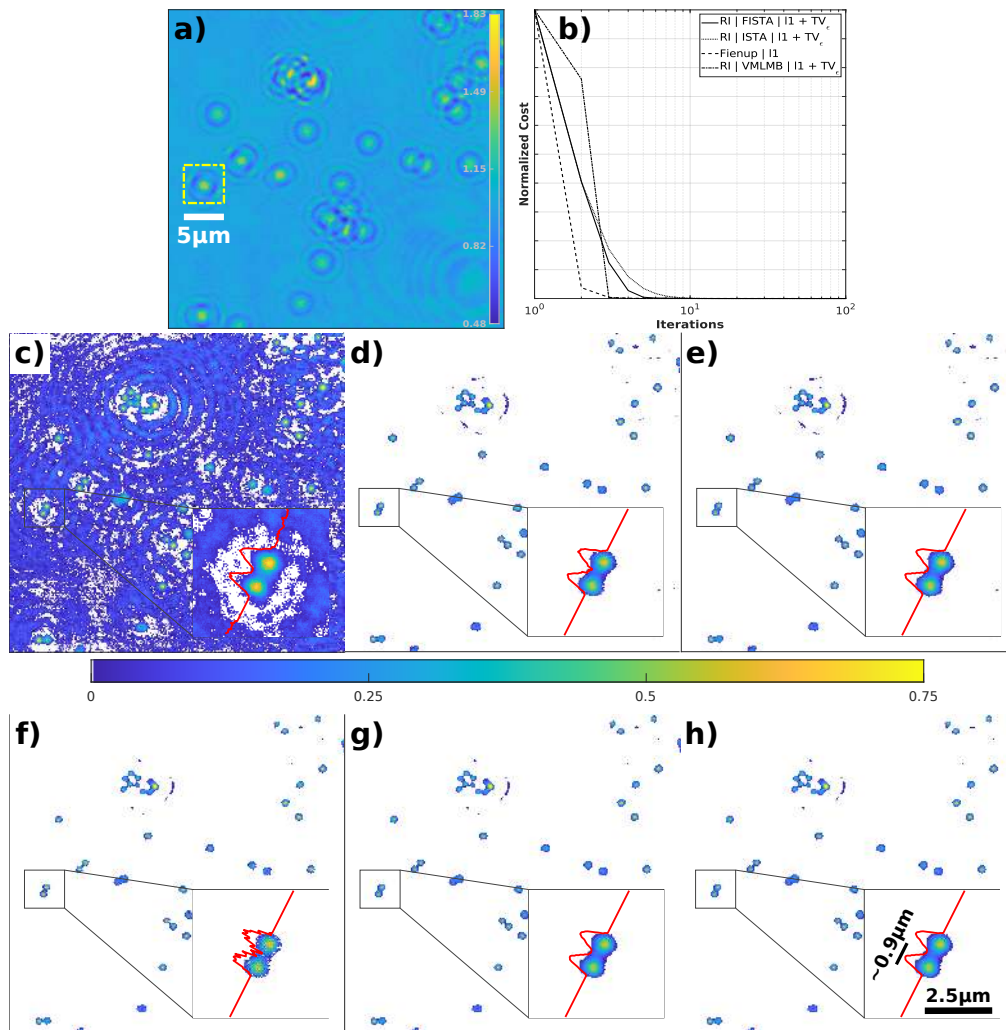 a)
1.83
1.49
1.15
0.82
0.48
5µm
b)
RI | FISTA | l1 + TVϵ
RI | ISTA | l1 + TVϵ
Fienup | l1
RI | VMLMB | l1 + TVϵ
Normalized Cost
10⁰ 10¹ 10²
Iterations
c)
d)
e)
0 0.25 0.5 0.75
f)
g)
h)
~0.9µm
2.5µm